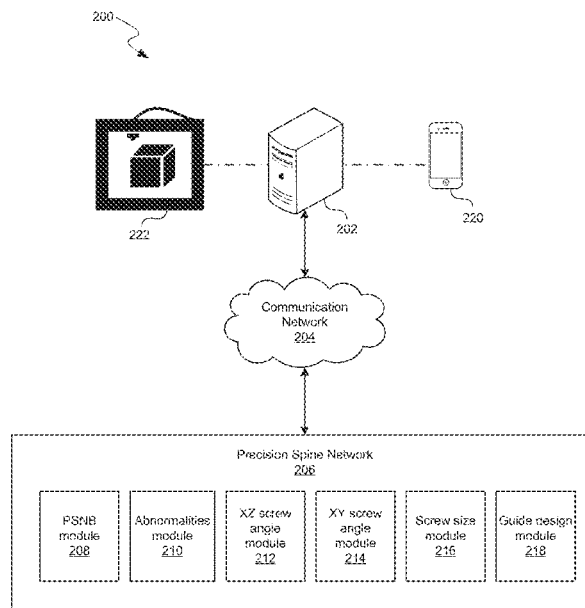 200
222
202
220
Communication
Network
204
Precision Spine Network
206
PSNB
module
208
Abnormalities
module
210
XZ screw
angle
module
212
XY screw
angle
module
214
Screw size
module
216
Guide design
module
218